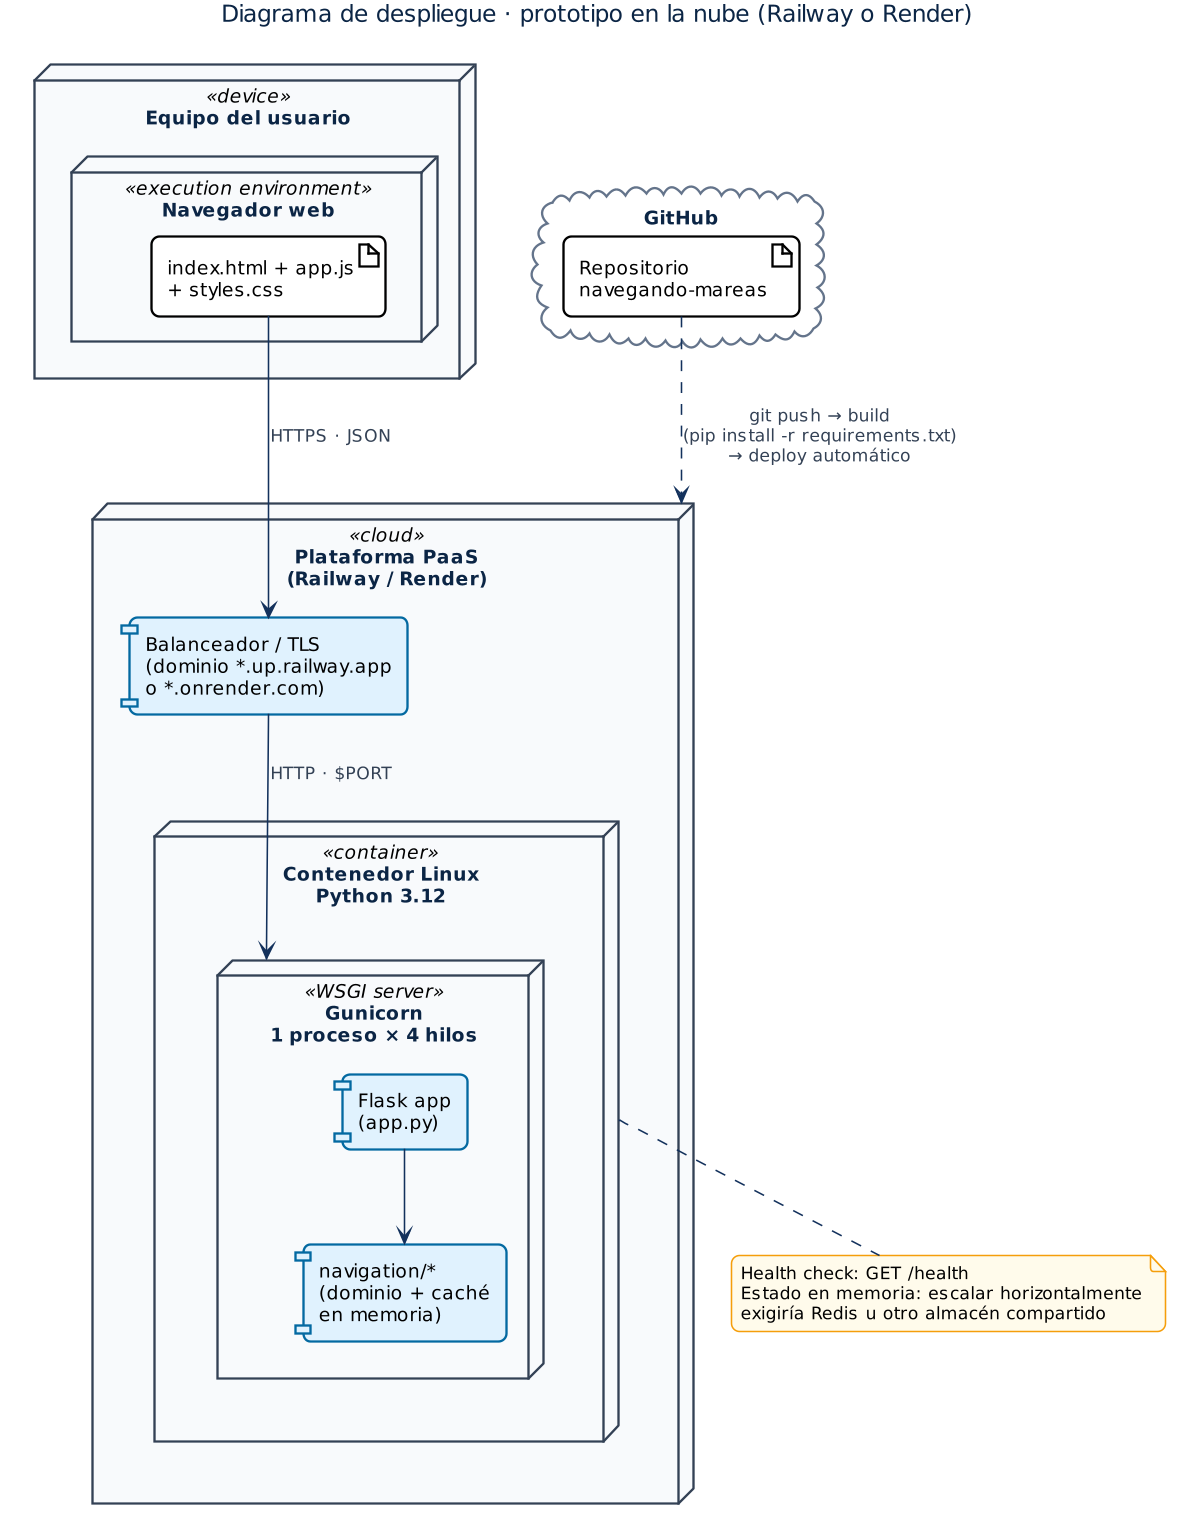 Diagrama de despliegue · prototipo en la nube (Railway o Render)
«device»
Equipo del usuario
«execution environment»
Navegador web
index.html + app.js
+ styles.css
GitHub
Repositorio
navegando-mareas
HTTPS · JSON
git push → build
(pip install -r requirements.txt)
→ deploy automático
«cloud»
Plataforma PaaS
(Railway / Render)
Balanceador / TLS
(dominio *.up.railway.app
o *.onrender.com)
HTTP · $PORT
«container»
Contenedor Linux
Python 3.12
«WSGI server»
Gunicorn
1 proceso × 4 hilos
Flask app
(app.py)
navigation/*
(dominio + caché
en memoria)
Health check: GET /health
Estado en memoria: escalar horizontalmente
exigiría Redis u otro almacén compartido